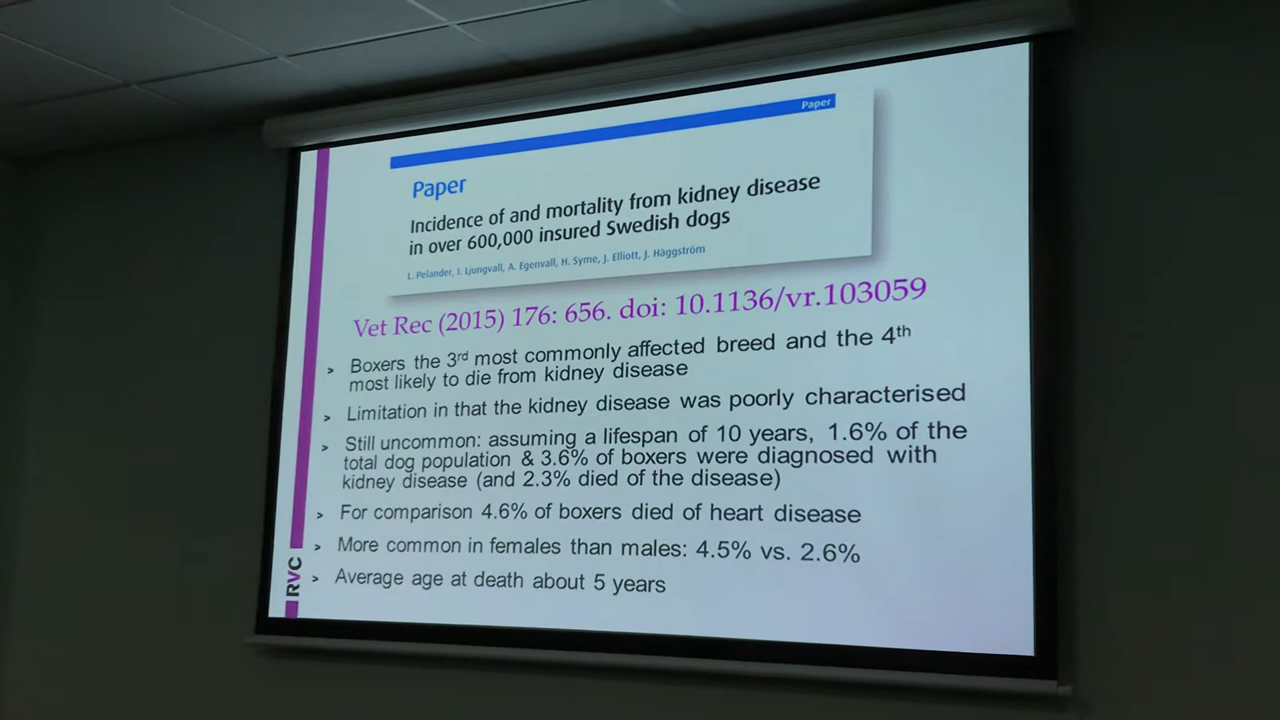 Paper
Paper
Incidence of and mortality from kidney disease
in over 600,000 insured Swedish dogs
L. Pelander, I. Ljungvall, A. Egenvall, H. Syme, J. Elliott, J. Häggström
Vet Rec (2015) 176: 656. doi: 10.1136/vr.103059
> Boxers the 3rd most commonly affected breed and the 4th
most likely to die from kidney disease
> Limitation in that the kidney disease was poorly characterised
> Still uncommon: assuming a lifespan of 10 years, 1.6% of the
total dog population & 3.6% of boxers were diagnosed with
kidney disease (and 2.3% died of the disease)
> For comparison 4.6% of boxers died of heart disease
> More common in females than males: 4.5% vs. 2.6%
> Average age at death about 5 years
RVC